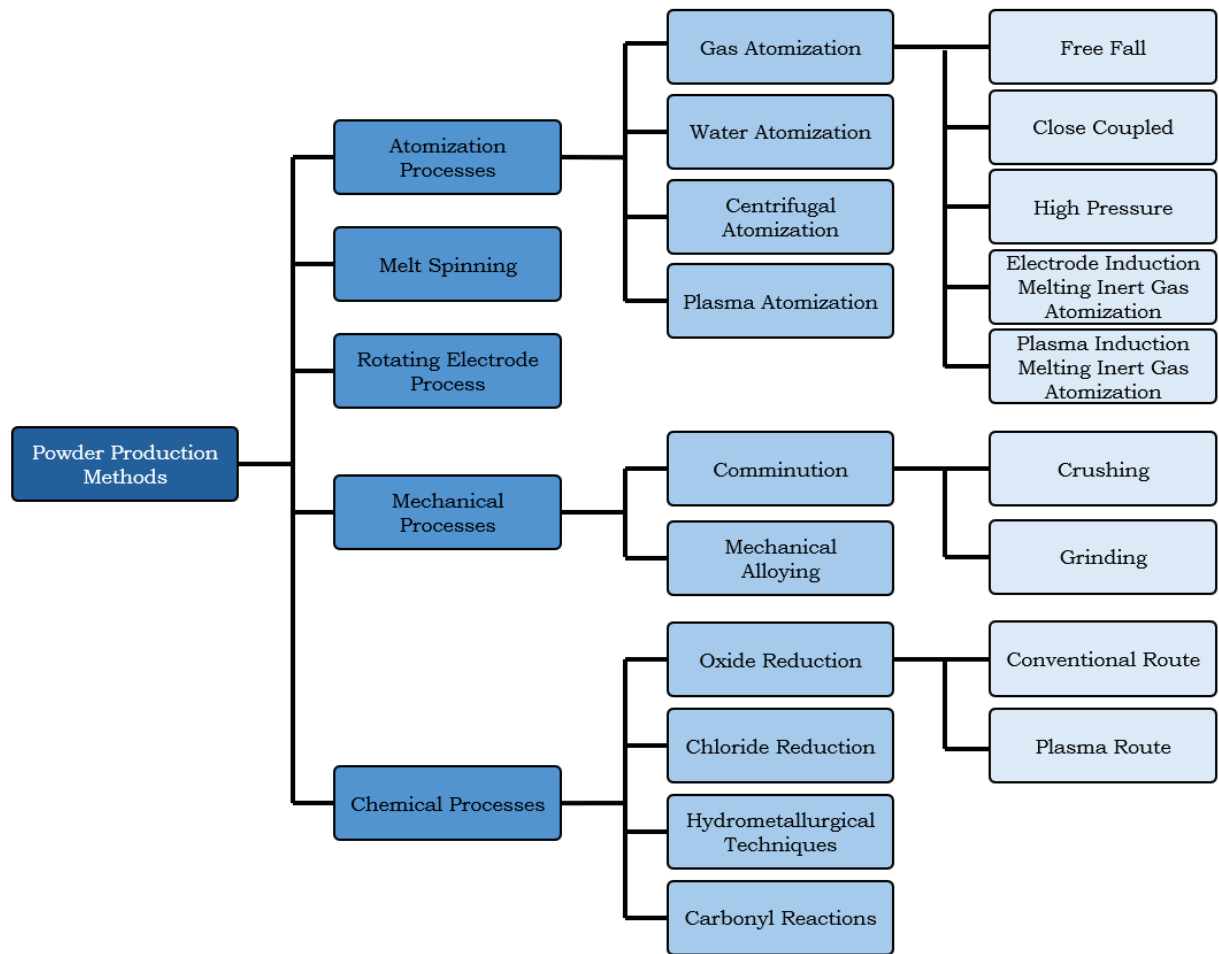 Powder Production
Methods
Atomization
Processes
Melt Spinning
Rotating Electrode
Process
Mechanical
Processes
Chemical Processes
Gas Atomization
Water Atomization
Centrifugal
Atomization
Plasma Atomization
Comminution
Mechanical
Alloying
Oxide Reduction
Chloride Reduction
Hydrometallurgical
Techniques
Carbonyl Reactions
Free Fall
Close Coupled
High Pressure
Electrode Induction
Melting Inert Gas
Atomization
Plasma Induction
Melting Inert Gas
Atomization
Crushing
Grinding
Conventional Route
Plasma Route